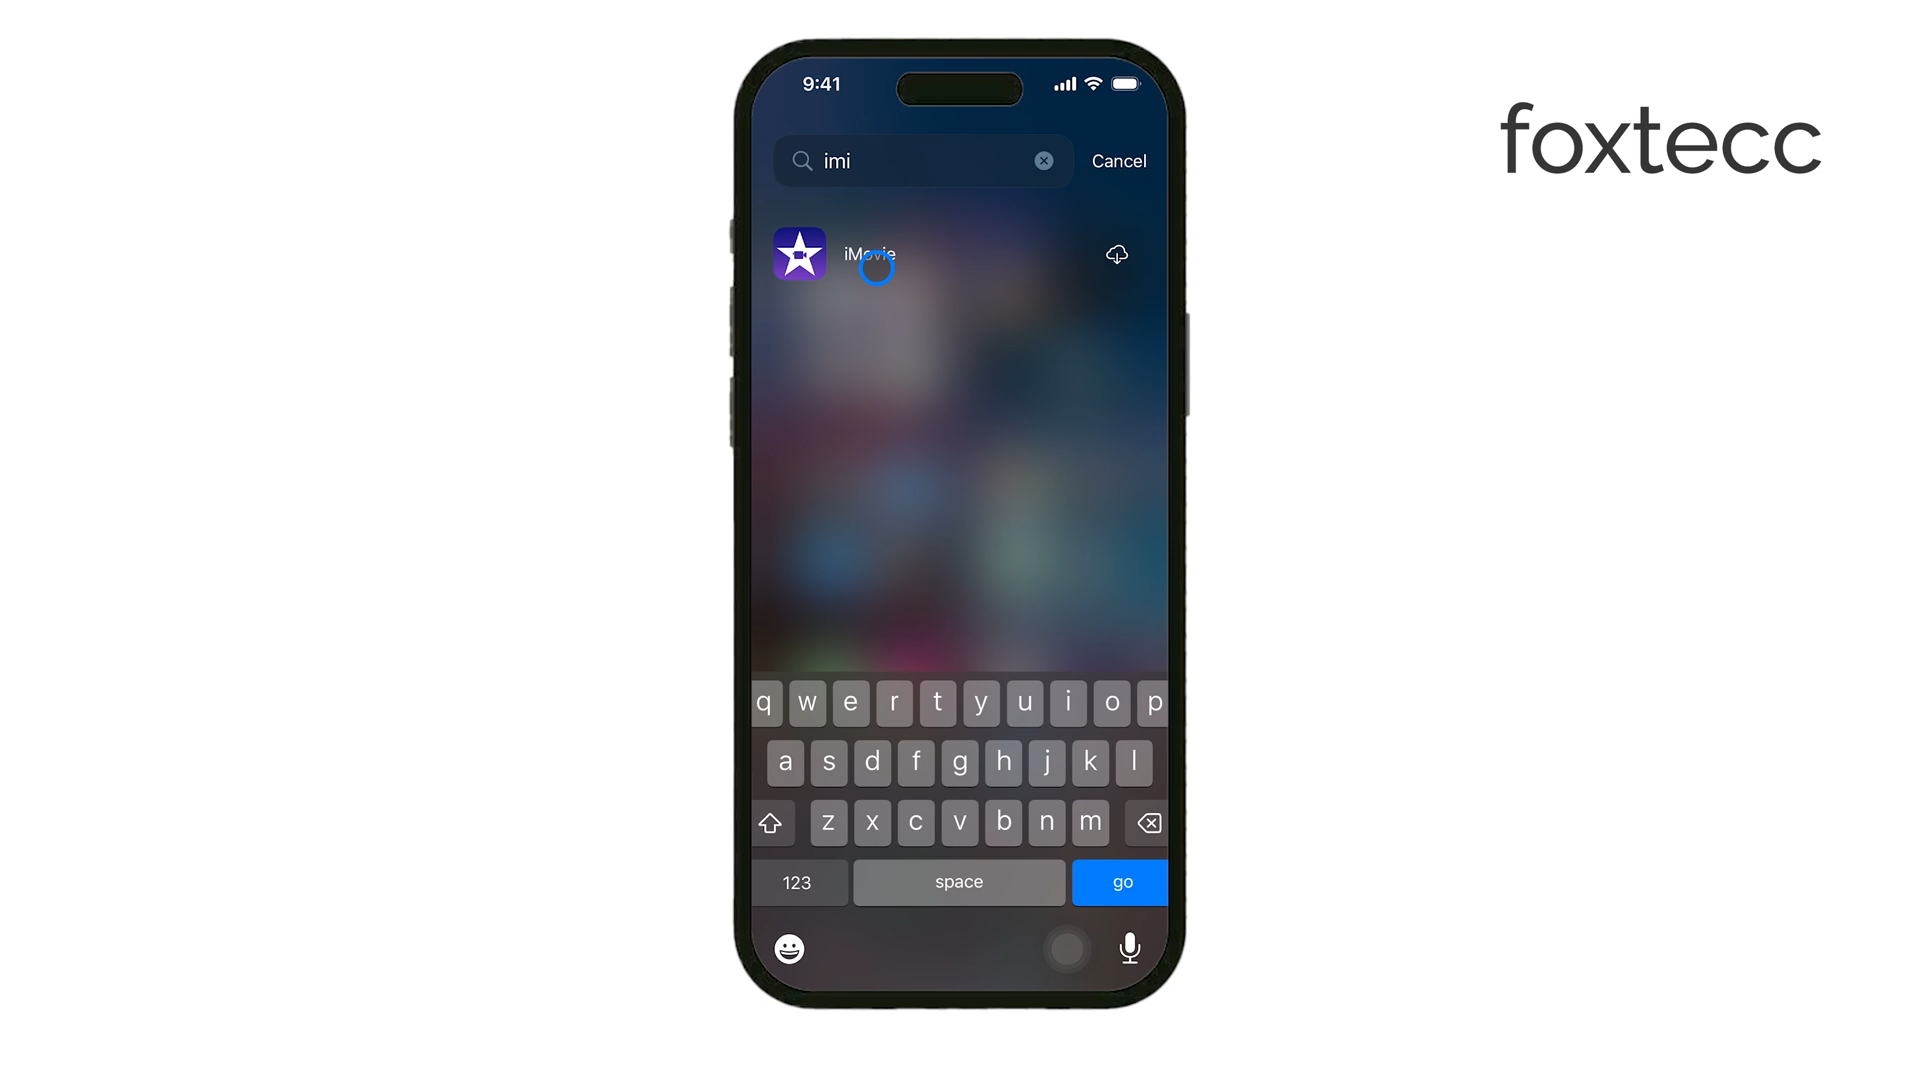 9:41
foxtecc
imi
Cancel
iMovie
q w e r t y u i o p
a s d f g h j k l
z x c v b n m
123 space go